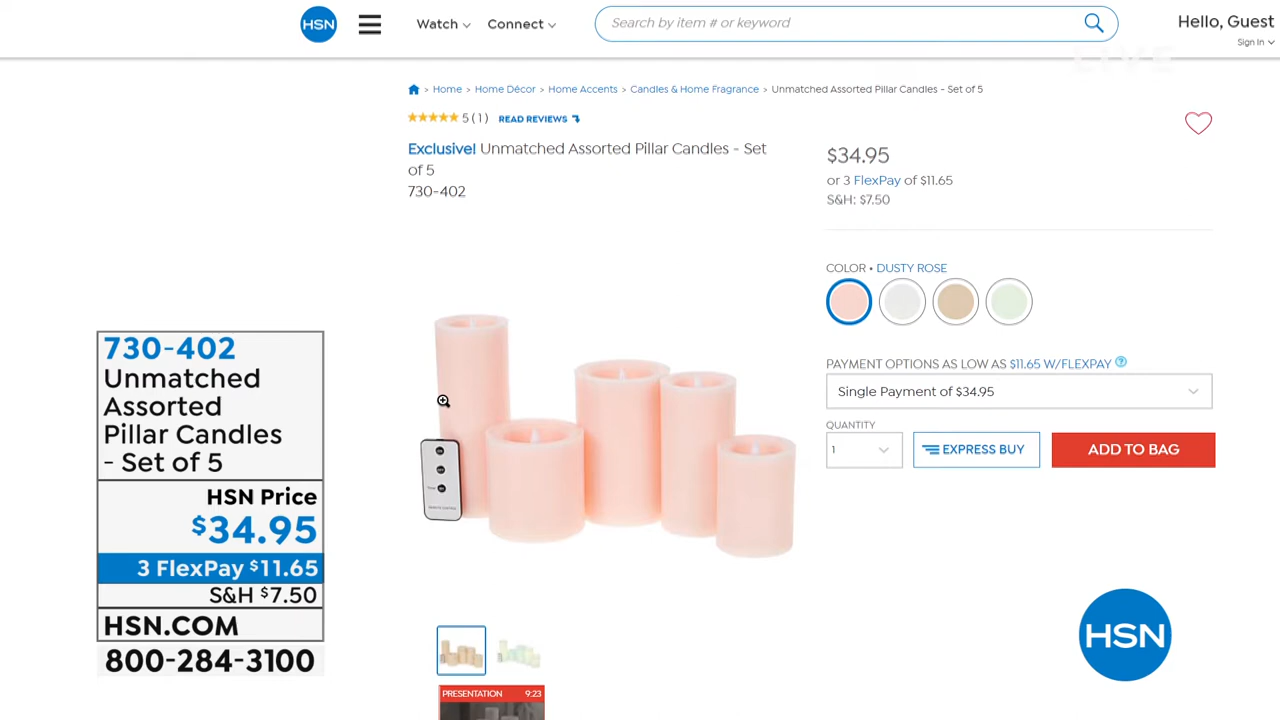 HSN
Watch
Connect
Search by item # or keyword
Hello, Guest
Sign In
LIVE
Home > Home Décor > Home Accents > Candles & Home Fragrance > Unmatched Assorted Pillar Candles - Set of 5
5 (1) READ REVIEWS
Exclusive! Unmatched Assorted Pillar Candles - Set
of 5
730-402
$34.95
or 3 FlexPay of $11.65
S&H: $7.50
COLOR • DUSTY ROSE
PAYMENT OPTIONS AS LOW AS $11.65 W/FLEXPAY ?
Single Payment of $34.95
QUANTITY
1
EXPRESS BUY
ADD TO BAG
730-402
Unmatched
Assorted
Pillar Candles
- Set of 5
HSN Price
$34.95
3 FlexPay $11.65
S&H $7.50
HSN.COM
800-284-3100
PRESENTATION 9:23
HSN